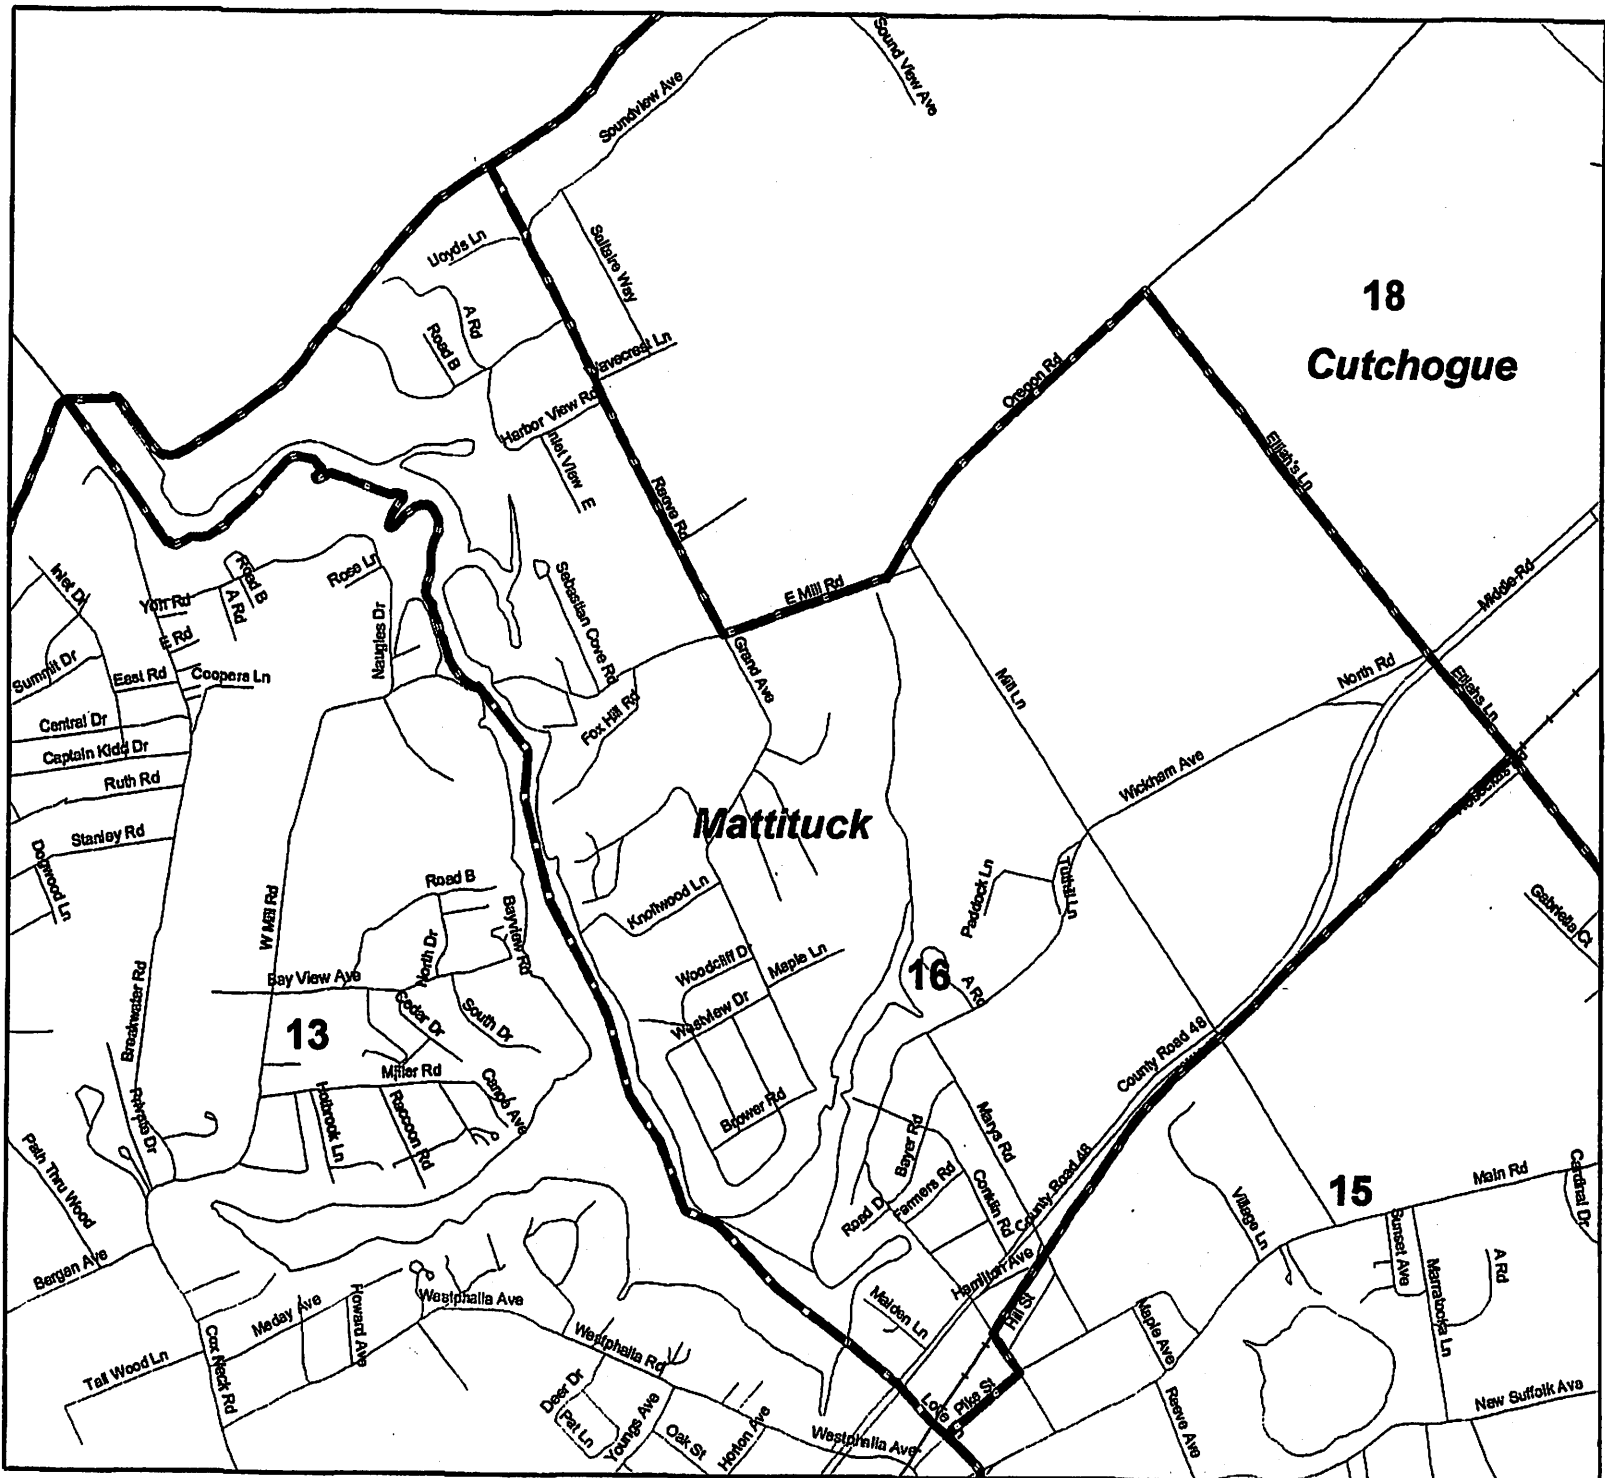 Sound View Ave
Soundview Ave
Lloyds Ln
Saltaire Way
A Rd
Road B
Wavecrest Ln
Harbor View Rd
Inlet View E
Reeve Rd
Oregon Rd
18
Cutchogue
Elijah's Ln
Middle Rd
Inlet Dr
York Rd
Road B
A Rd
Rose Ln
E Rd
Naugles Dr
Sebastian Cove Rd
E Mill Rd
Grand Ave
Summit Dr
East Rd
Coopers Ln
Fox Hill Rd
Mill Ln
North Rd
Elijahs Ln
Central Dr
Captain Kidd Dr
Ruth Rd
Wickham Ave
Stanley Rd
Mattituck
Dogwood Ln
Road B
W Mill Rd
Bayview Rd
Knollwood Ln
Paddock Ln
Tuthill Ln
Gabriella Ct
North Dr
Bay View Ave
Woodcliff Dr
Maple Ln
16
A Rd
Breakwater Rd
Cedar Dr
South Dr
Westview Dr
13
Miller Rd
County Road 48
Private Dr
Holbrook Ln
Raccoon Rd
Canoe Ave
Brower Rd
Bayer Rd
Marys Rd
Path Thru Wood
Farmers Rd
Conklin Rd
Road D
County Road 48
Village Ln
15
Main Rd
Cardinal Dr
Bergen Ave
Hamilton Ave
Sunset Ave
Marratooka Ln
A Rd
Meday Ave
Howard Ave
Westphalia Ave
Maiden Ln
Hill St
Maple Ave
Tall Wood Ln
Cox Neck Rd
Westphalia Rd
Deer Dr
Pat Ln
Youngs Ave
Oak St
Horton Ave
Westphalia Ave
Love
Pike St
Reeve Ave
New Suffolk Ave